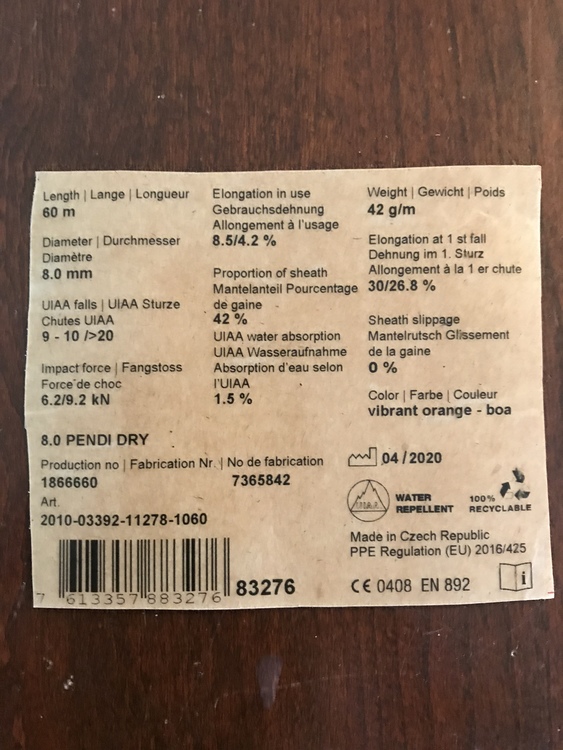 Length | Lange | Longueur
60 m
Diameter | Durchmesser
Diamètre
8.0 mm
UIAA falls | UIAA Sturze
Chutes UIAA
9 - 10 />20
Impact force | Fangstoss
Force de choc
6.2/9.2 kN
Elongation in use
Gebrauchsdehnung
Allongement à l'usage
8.5/4.2 %
Proportion of sheath
Mantelanteil Pourcentage
de gaine
42 %
UIAA water absorption
UIAA Wasseraufnahme
Absorption d'eau selon
l'UIAA
1.5 %
Weight | Gewicht | Poids
42 g/m
Elongation at 1 st fall
Dehnung im 1. Sturz
Allongement à la 1 er chute
30/26.8 %
Sheath slippage
Mantelrutsch Glissement
de la gaine
0 %
Color | Farbe | Couleur
vibrant orange - boa
8.0 PENDI DRY
Production no | Fabrication Nr. | No de fabrication
1866660 7365842
Art.
2010-03392-11278-1060
7 613357 883276 83276
04 / 2020
UIAA
WATER
REPELLENT
100%
RECYCLABLE
Made in Czech Republic
PPE Regulation (EU) 2016/425
CE 0408 EN 892
i